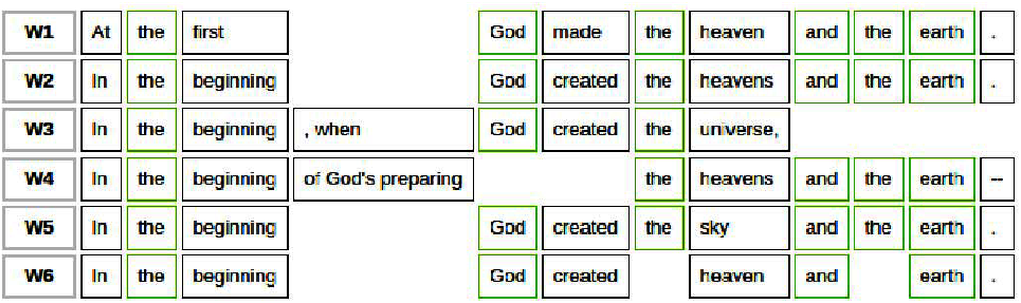 W1 At the first God made the heaven and the earth .
W2 In the beginning God created the heavens and the earth .
W3 In the beginning , when God created the universe,
W4 In the beginning of God's preparing the heavens and the earth --
W5 In the beginning God created the sky and the earth .
W6 In the beginning God created heaven and earth .